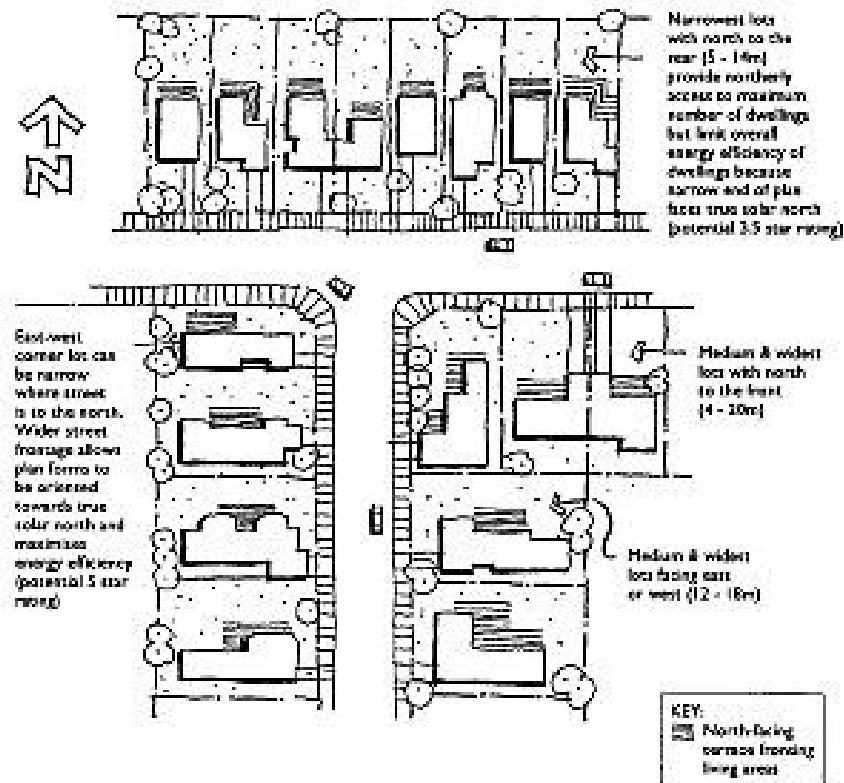 Narrowest lots
with north to the
rear (5 - 14m)
provide northerly
access to maximum
number of dwellings
but limit overall
energy efficiency of
dwellings because
narrow end of plan
faces true solar north
(potential 3.5 star rating)
N
East-west
corner lot can
be narrow
where street
is to the north.
Wider street
frontage allows
plan forms to
be oriented
towards true
solar north and
maximises
energy efficiency
(potential 5 star
rating)
Medium & widest
lots with north
to the front
(4 - 20m)
Medium & widest
lots facing east
or west (12 - 18m)
KEY:
North-facing
terrace fronting
living areas